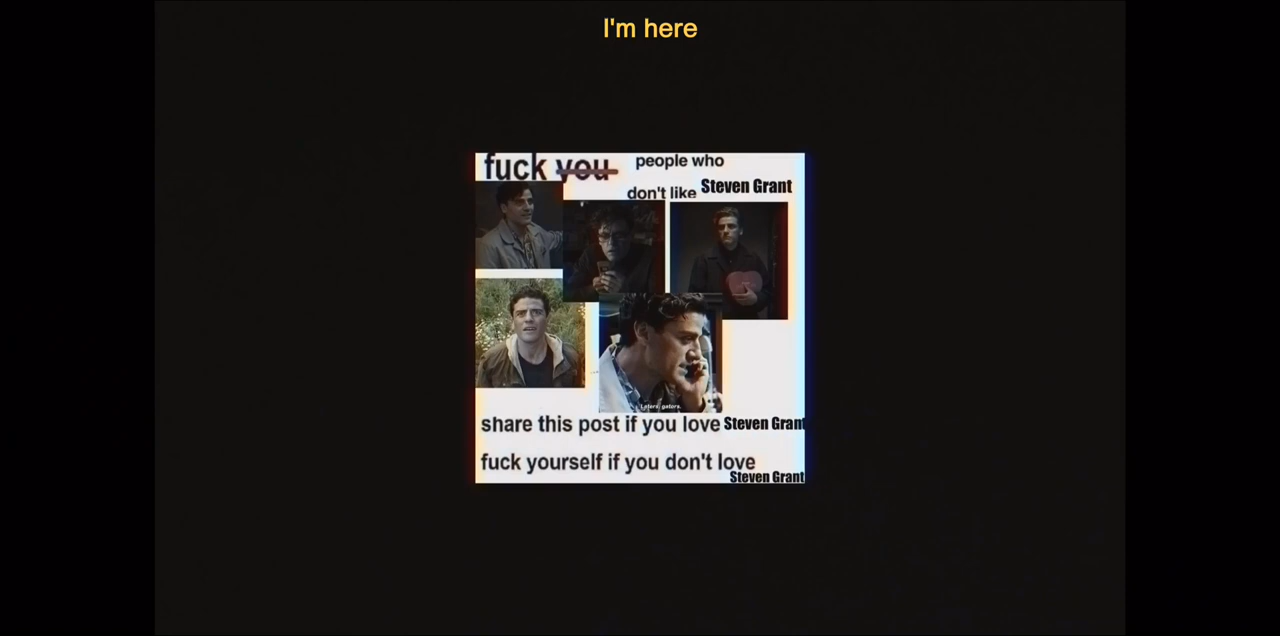 I'm here
fuck you people who
don't like Steven Grant
Laters, gators.
share this post if you love Steven Grant
fuck yourself if you don't love
Steven Grant